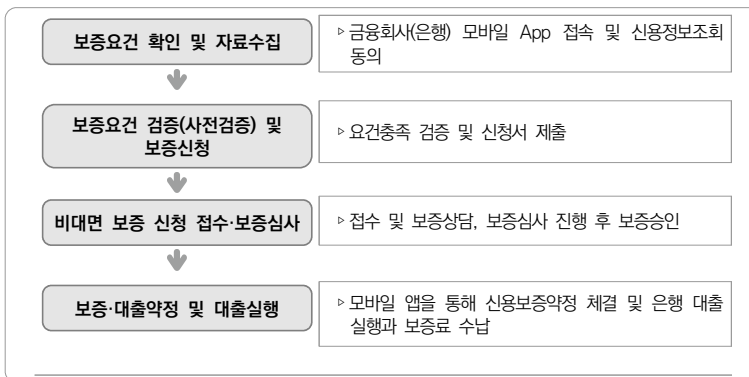 보증요건 확인 및 자료수집
▹금융회사(은행) 모바일 App 접속 및 신용정보조회
동의
보증요건 검증(사전검증) 및
보증신청
▹요건충족 검증 및 신청서 제출
비대면 보증 신청 접수·보증심사
▹접수 및 보증상담, 보증심사 진행 후 보증승인
보증·대출약정 및 대출실행
▹모바일 앱을 통해 신용보증약정 체결 및 은행 대출
실행과 보증료 수납